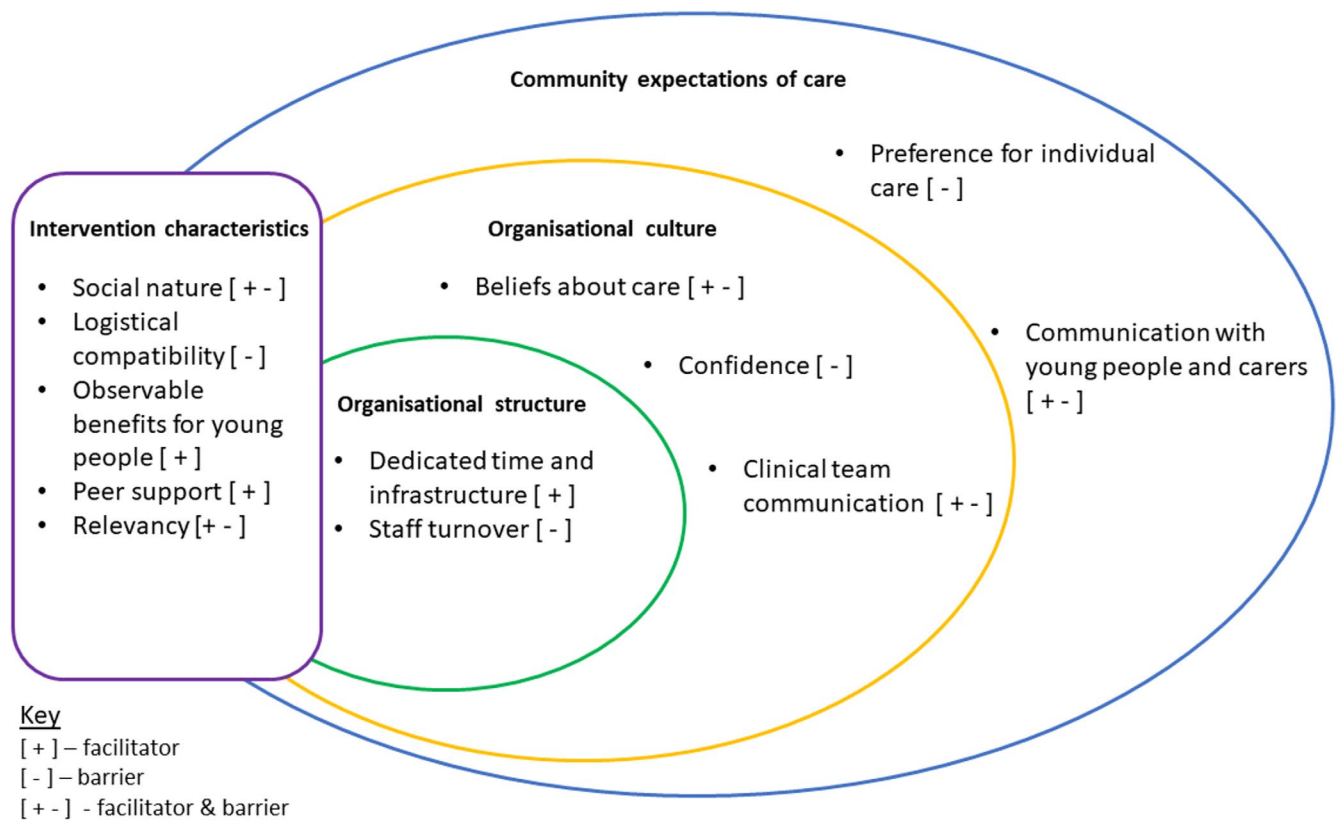 Community expectations of care
• Preference for individual
care [ - ]
• Communication with
young people and carers
[ + - ]
Organisational culture
• Beliefs about care [ + - ]
• Confidence [ - ]
• Clinical team
communication [ + - ]
Organisational structure
• Dedicated time and
infrastructure [ + ]
• Staff turnover [ - ]
Intervention characteristics
• Social nature [ + - ]
• Logistical
compatibility [ - ]
• Observable
benefits for young
people [ + ]
• Peer support [ + ]
• Relevancy [+ - ]
Key
[ + ] – facilitator
[ - ] – barrier
[ + - ] - facilitator & barrier